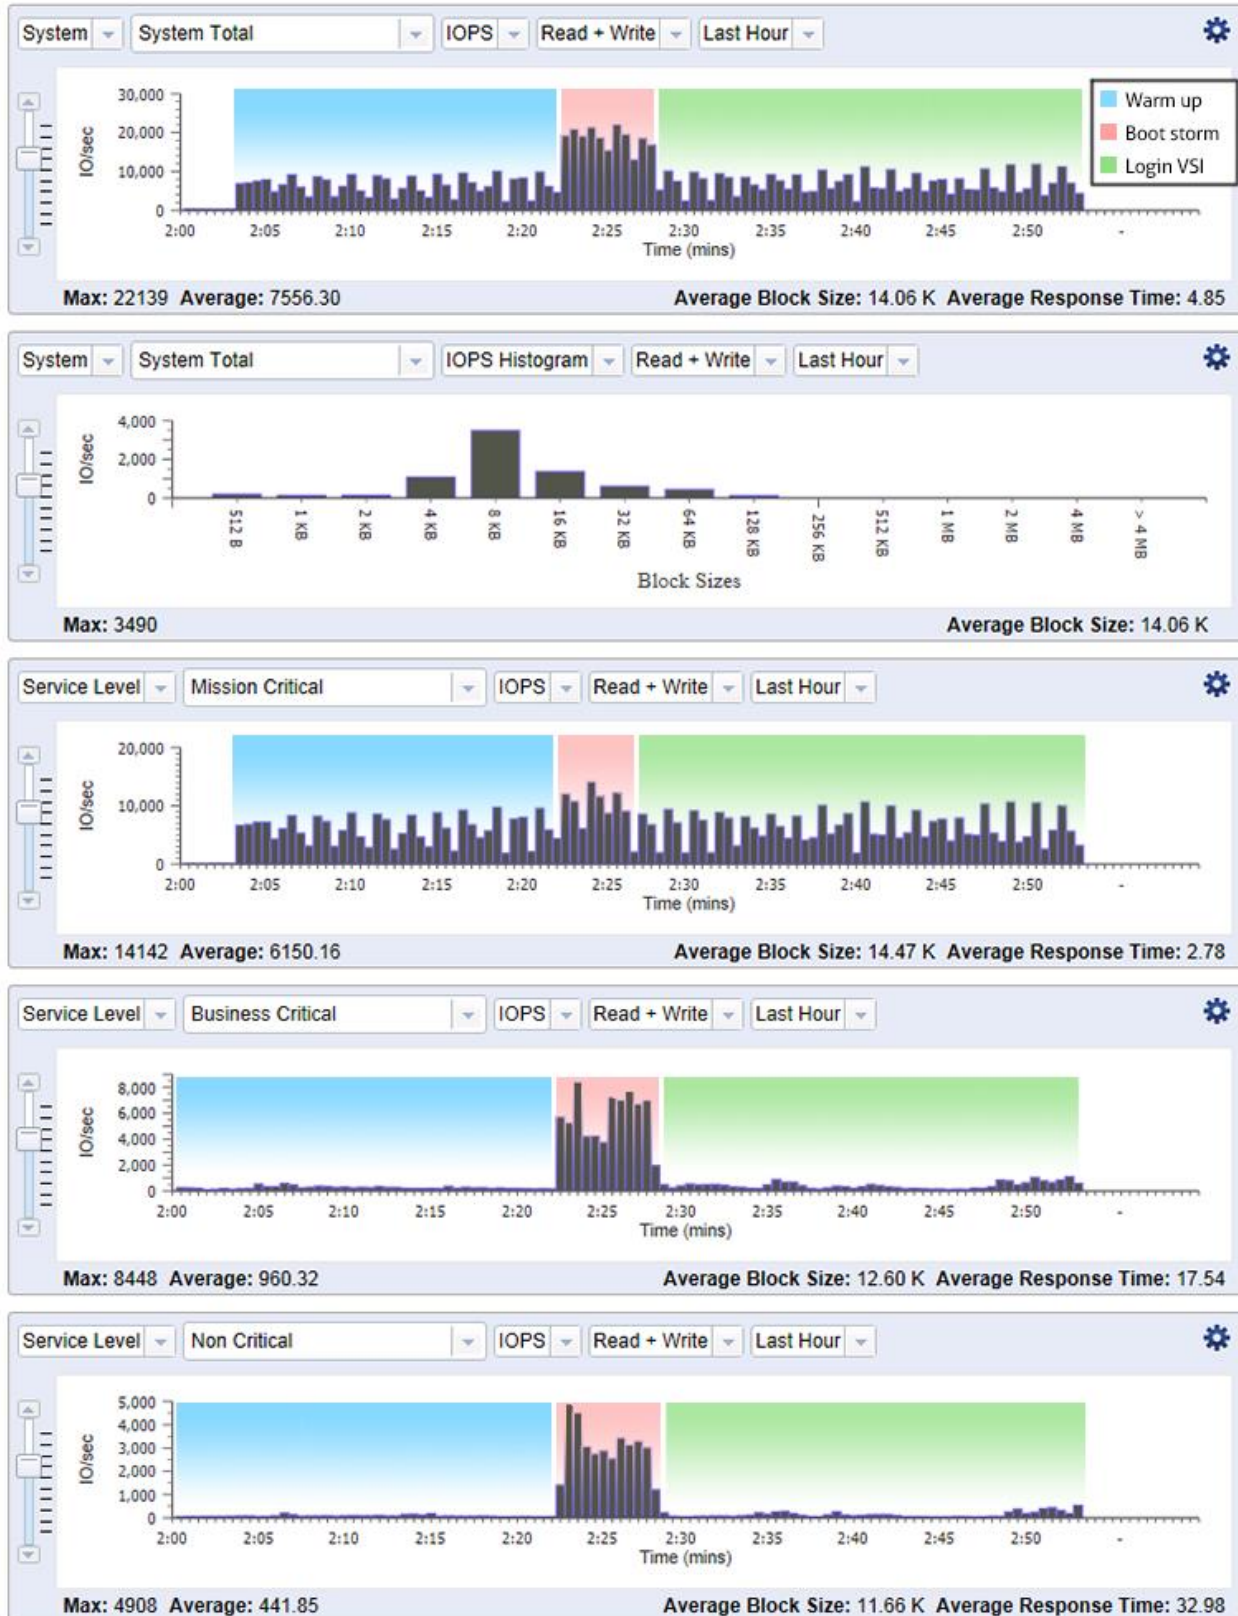 System System Total IOPS Read + Write Last Hour
Warm up
Boot storm
Login VSI
30,000
20,000
10,000
0
IO/sec
2:00 2:05 2:10 2:15 2:20 2:25 2:30 2:35 2:40 2:45 2:50 -
Time (mins)
Max: 22139 Average: 7556.30 Average Block Size: 14.06 K Average Response Time: 4.85
System System Total IOPS Histogram Read + Write Last Hour
4,000
2,000
0
IO/sec
512 B 1 KB 2 KB 4 KB 8 KB 16 KB 32 KB 64 KB 128 KB 256 KB 512 KB 1 MB 2 MB 4 MB > 4 MB
Block Sizes
Max: 3490 Average Block Size: 14.06 K
Service Level Mission Critical IOPS Read + Write Last Hour
20,000
10,000
0
IO/sec
2:00 2:05 2:10 2:15 2:20 2:25 2:30 2:35 2:40 2:45 2:50 -
Time (mins)
Max: 14142 Average: 6150.16 Average Block Size: 14.47 K Average Response Time: 2.78
Service Level Business Critical IOPS Read + Write Last Hour
8,000
6,000
4,000
2,000
0
IO/sec
2:00 2:05 2:10 2:15 2:20 2:25 2:30 2:35 2:40 2:45 2:50 -
Time (mins)
Max: 8448 Average: 960.32 Average Block Size: 12.60 K Average Response Time: 17.54
Service Level Non Critical IOPS Read + Write Last Hour
5,000
4,000
3,000
2,000
1,000
0
IO/sec
2:00 2:05 2:10 2:15 2:20 2:25 2:30 2:35 2:40 2:45 2:50 -
Time (mins)
Max: 4908 Average: 441.85 Average Block Size: 11.66 K Average Response Time: 32.98